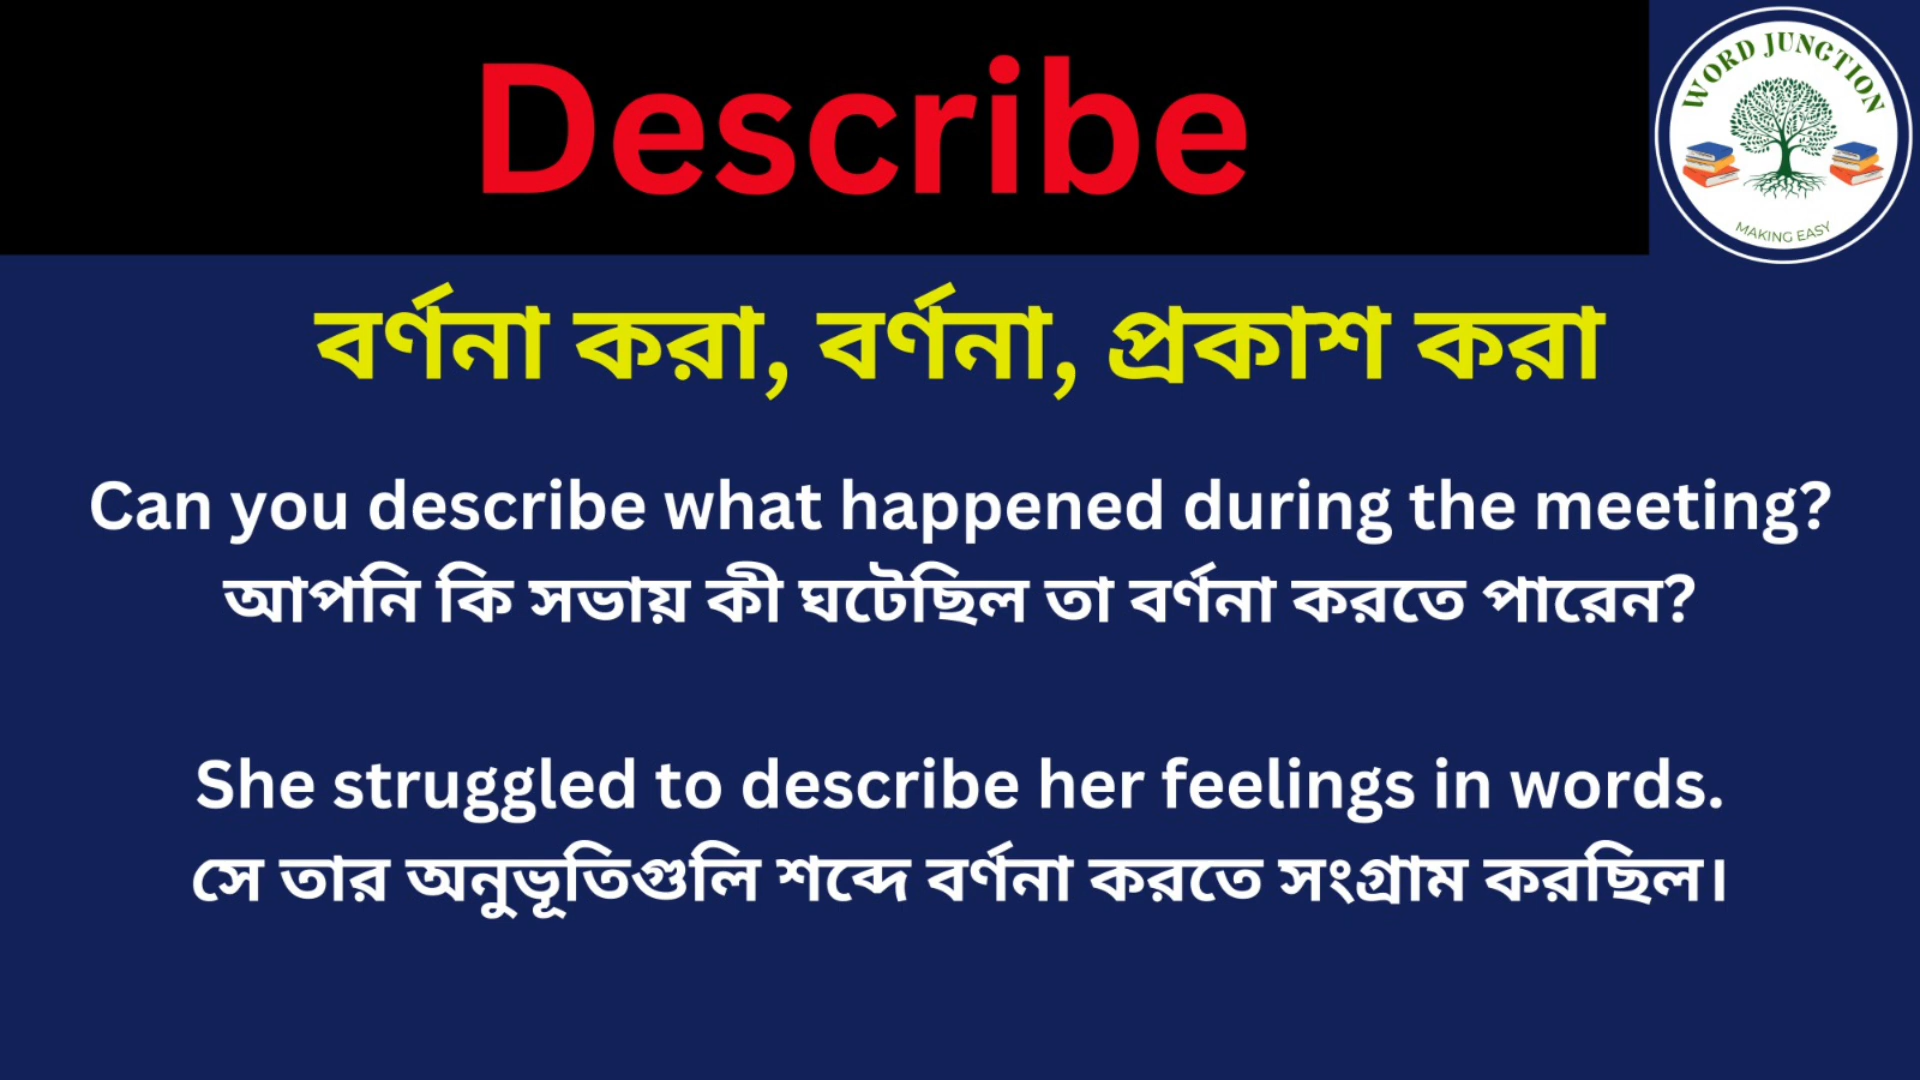 Describe
WORD JUNCTION
MAKING EASY
বর্ণনা করা, বর্ণনা, প্রকাশ করা
Can you describe what happened during the meeting?
আপনি কি সভায় কী ঘটেছিল তা বর্ণনা করতে পারেন?
She struggled to describe her feelings in words.
সে তার অনুভূতিগুলি শব্দে বর্ণনা করতে সংগ্রাম করছিল।